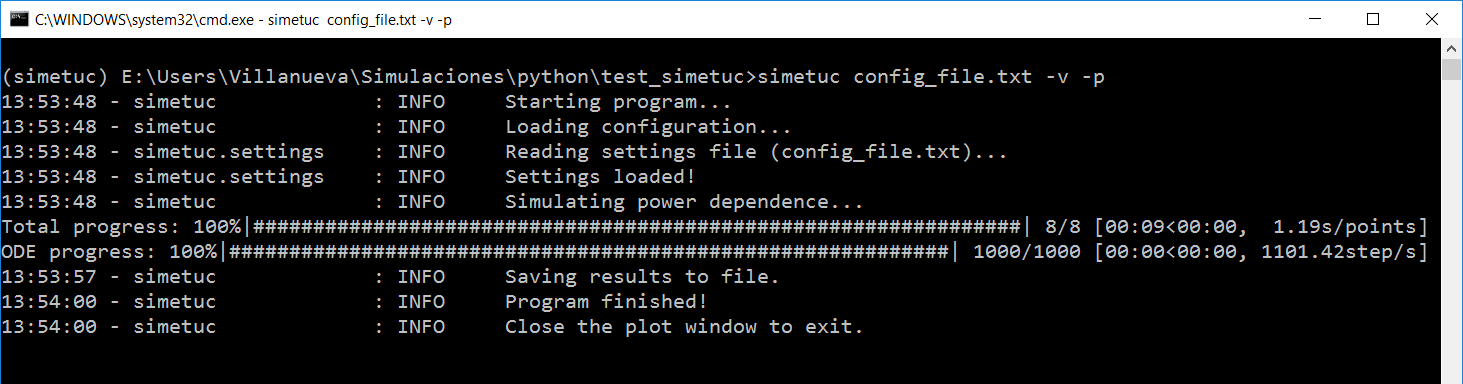 C:\WINDOWS\system32\cmd.exe - simetuc  config_file.txt -v -p
(simetuc) E:\Users\Villanueva\Simulaciones\python\test_simetuc>simetuc config_file.txt -v -p
13:53:48 - simetuc             : INFO     Starting program...
13:53:48 - simetuc             : INFO     Loading configuration...
13:53:48 - simetuc.settings    : INFO     Reading settings file (config_file.txt)...
13:53:48 - simetuc.settings    : INFO     Settings loaded!
13:53:48 - simetuc             : INFO     Simulating power dependence...
Total progress: 100%|################################################################| 8/8 [00:09<00:00,  1.19s/points]
ODE progress: 100%|############################################################| 1000/1000 [00:00<00:00, 1101.42step/s]
13:53:57 - simetuc             : INFO     Saving results to file.
13:54:00 - simetuc             : INFO     Program finished!
13:54:00 - simetuc             : INFO     Close the plot window to exit.